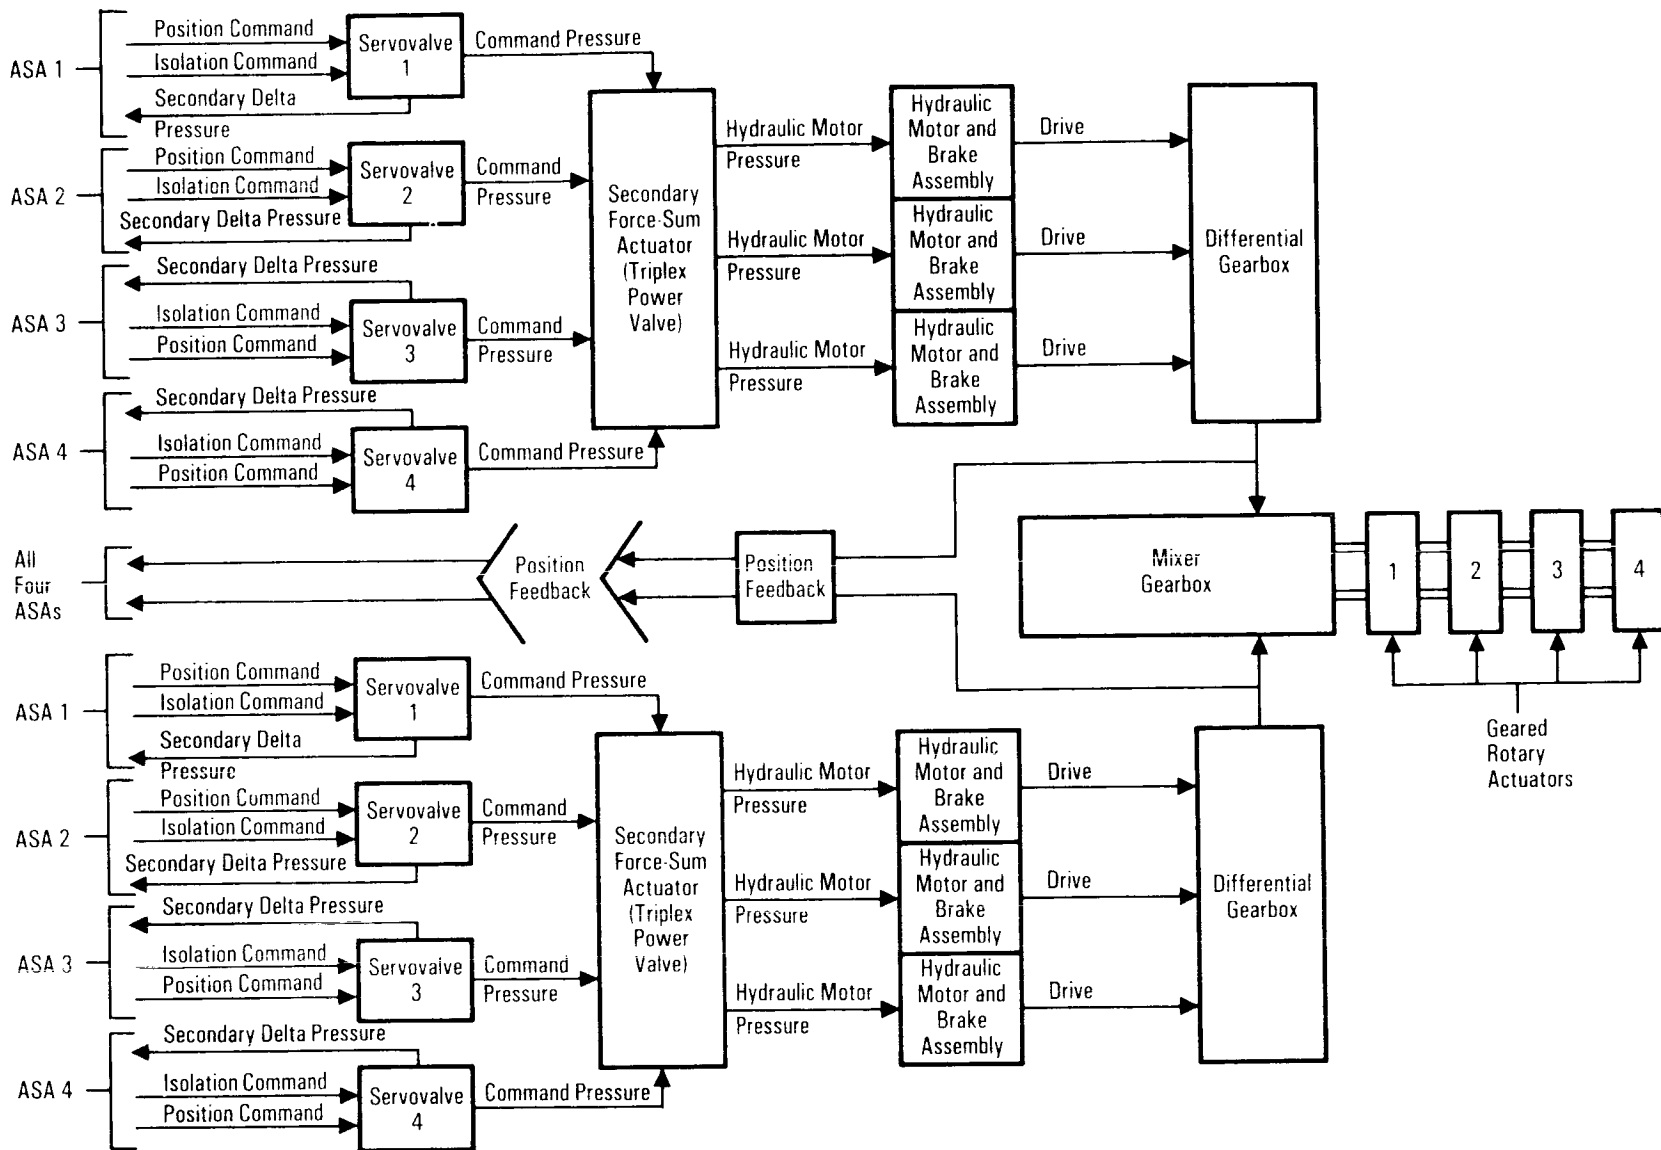 ASA 1
Position Command
Isolation Command
Secondary Delta
Pressure
Servovalve
1
Command Pressure
ASA 2
Position Command
Isolation Command
Secondary Delta Pressure
Servovalve
2
Command
Pressure
ASA 3
Secondary Delta Pressure
Isolation Command
Position Command
Servovalve
3
Command
Pressure
ASA 4
Secondary Delta Pressure
Isolation Command
Position Command
Servovalve
4
Command Pressure
Secondary
Force-Sum
Actuator
(Triplex
Power
Valve)
Hydraulic Motor
Pressure
Hydraulic Motor
Pressure
Hydraulic Motor
Pressure
Hydraulic
Motor and
Brake
Assembly
Hydraulic
Motor and
Brake
Assembly
Hydraulic
Motor and
Brake
Assembly
Drive
Drive
Drive
Differential
Gearbox
All
Four
ASAs
Position
Feedback
Position
Feedback
Mixer
Gearbox
1
2
3
4
Geared
Rotary
Actuators
ASA 1
Position Command
Isolation Command
Secondary Delta
Pressure
Servovalve
1
Command Pressure
ASA 2
Position Command
Isolation Command
Secondary Delta Pressure
Servovalve
2
Command
Pressure
ASA 3
Secondary Delta Pressure
Isolation Command
Position Command
Servovalve
3
Command
Pressure
ASA 4
Secondary Delta Pressure
Isolation Command
Position Command
Servovalve
4
Command Pressure
Secondary
Force-Sum
Actuator
(Triplex
Power
Valve)
Hydraulic Motor
Pressure
Hydraulic Motor
Pressure
Hydraulic Motor
Pressure
Hydraulic
Motor and
Brake
Assembly
Hydraulic
Motor and
Brake
Assembly
Hydraulic
Motor and
Brake
Assembly
Drive
Drive
Drive
Differential
Gearbox